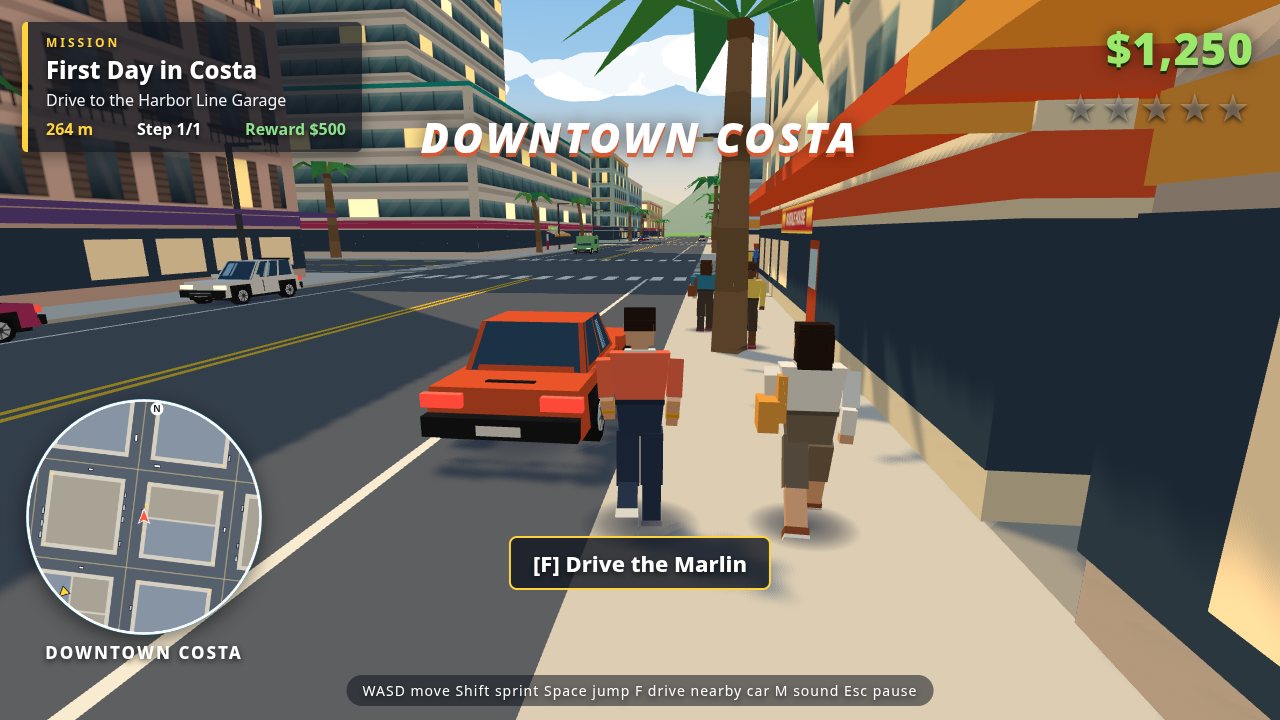 MISSION
First Day in Costa
Drive to the Harbor Line Garage
264 m Step 1/1 Reward $500
$1,250
DOWNTOWN COSTA
N
[F] Drive the Marlin
DOWNTOWN COSTA
WASD move Shift sprint Space jump F drive nearby car M sound Esc pause